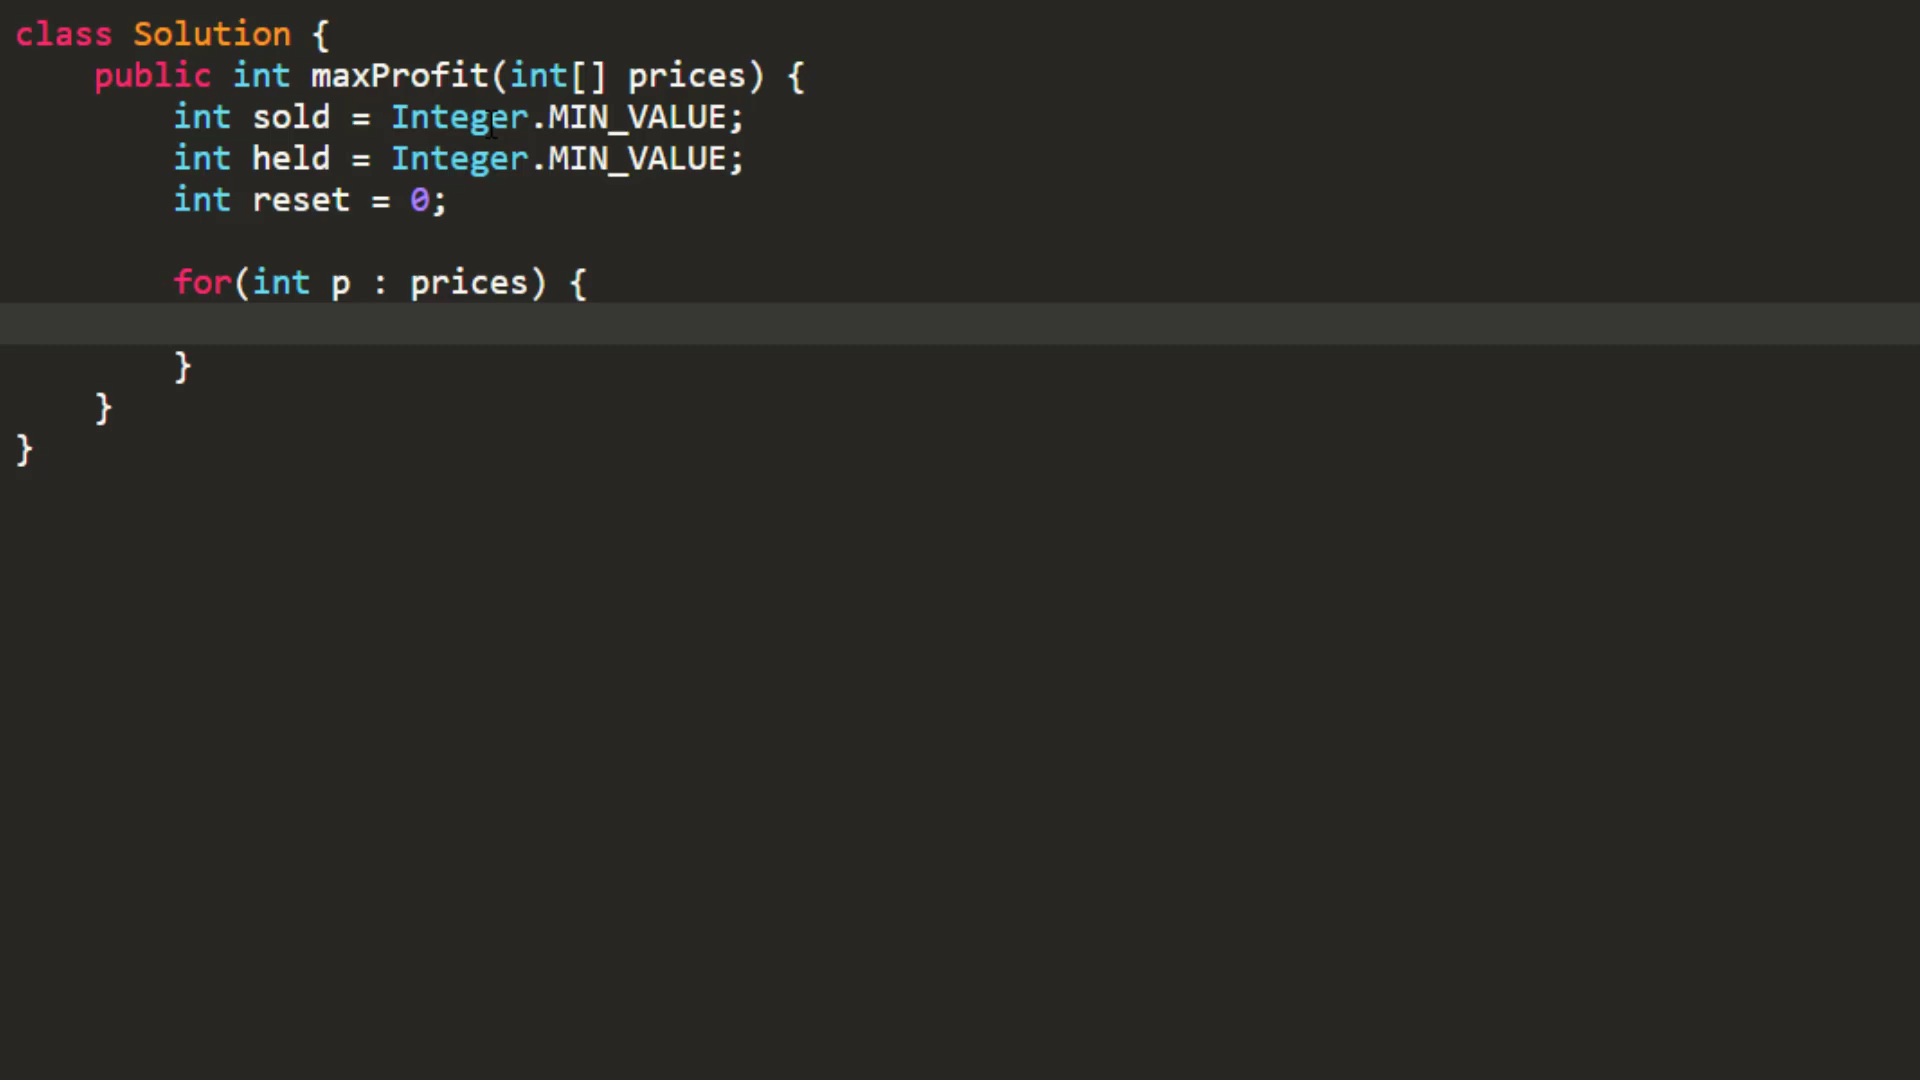 class Solution {
    public int maxProfit(int[] prices) {
        int sold = Integer.MIN_VALUE;
        int held = Integer.MIN_VALUE;
        int reset = 0;

        for(int p : prices) {

        }
    }
}